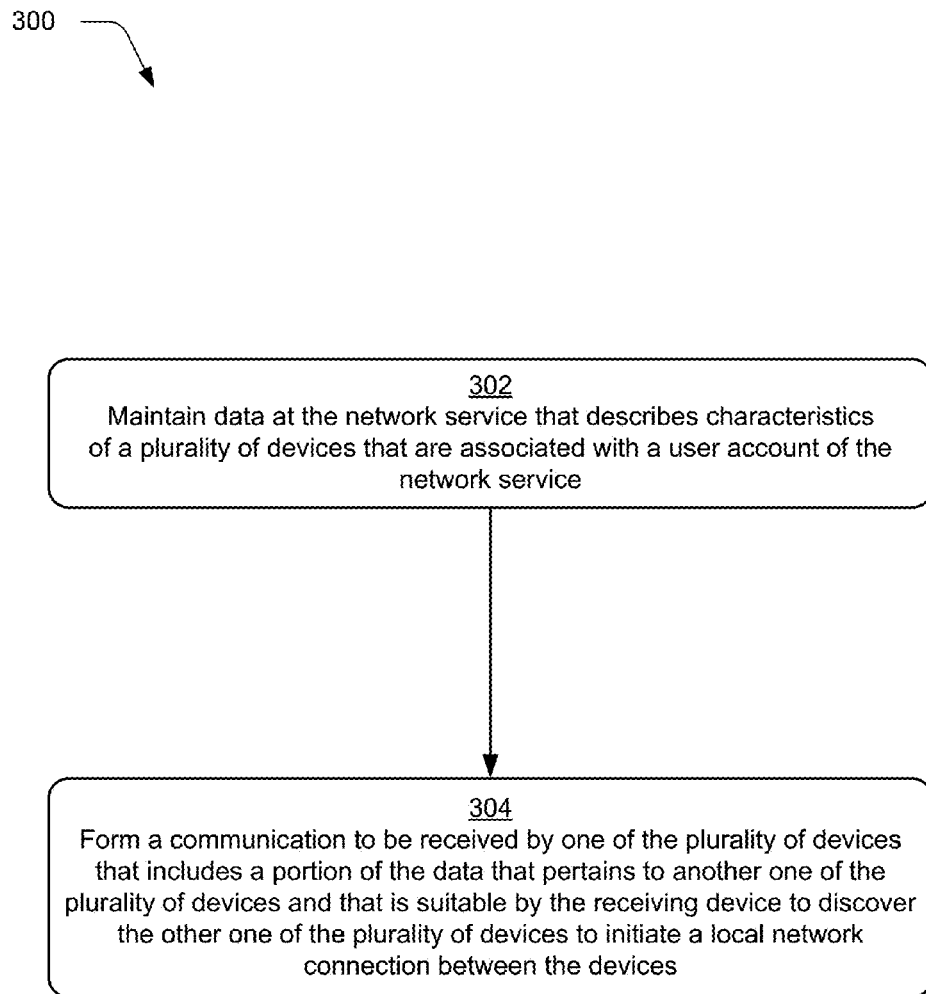 300
302
Maintain data at the network service that describes characteristics
of a plurality of devices that are associated with a user account of the
network service
304
Form a communication to be received by one of the plurality of devices
that includes a portion of the data that pertains to another one of the
plurality of devices and that is suitable by the receiving device to discover
the other one of the plurality of devices to initiate a local network
connection between the devices